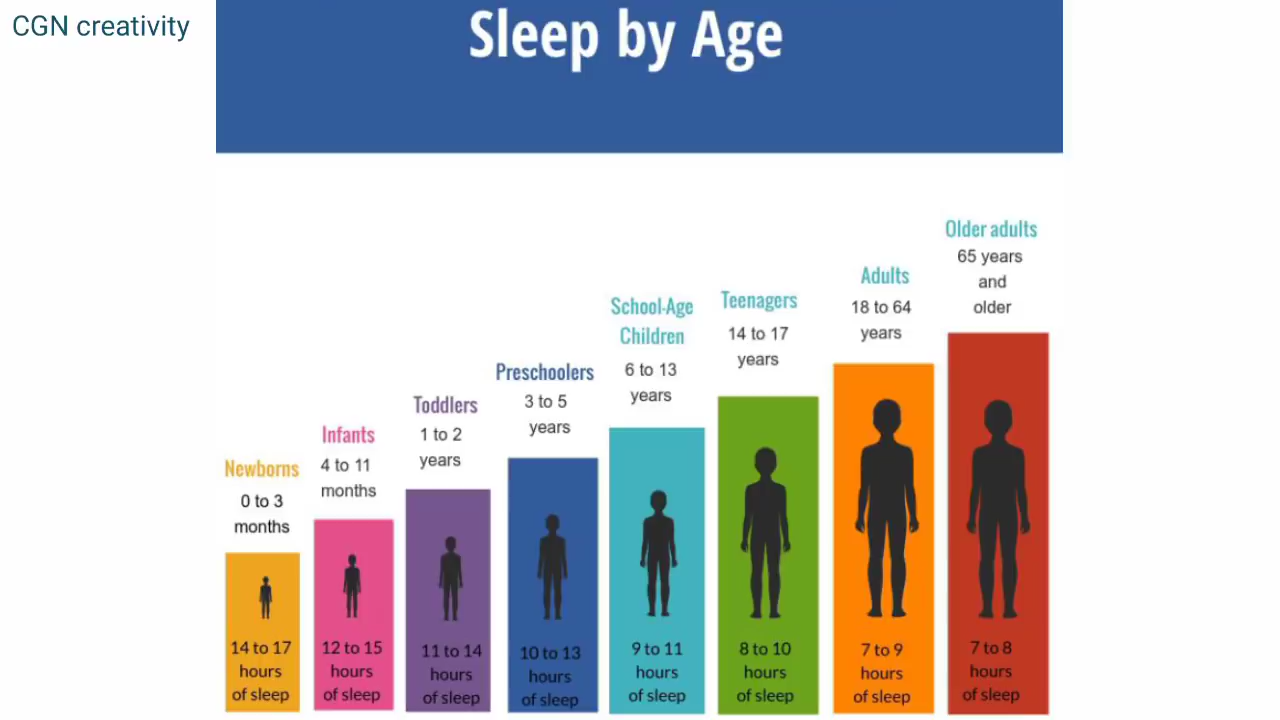 CGN creativity
Sleep by Age
Newborns
0 to 3
months
14 to 17
hours
of sleep
Infants
4 to 11
months
12 to 15
hours
of sleep
Toddlers
1 to 2
years
11 to 14
hours
of sleep
Preschoolers
3 to 5
years
10 to 13
hours
of sleep
School-Age
Children
6 to 13
years
9 to 11
hours
of sleep
Teenagers
14 to 17
years
8 to 10
hours
of sleep
Adults
18 to 64
years
7 to 9
hours
of sleep
Older adults
65 years
and
older
7 to 8
hours
of sleep